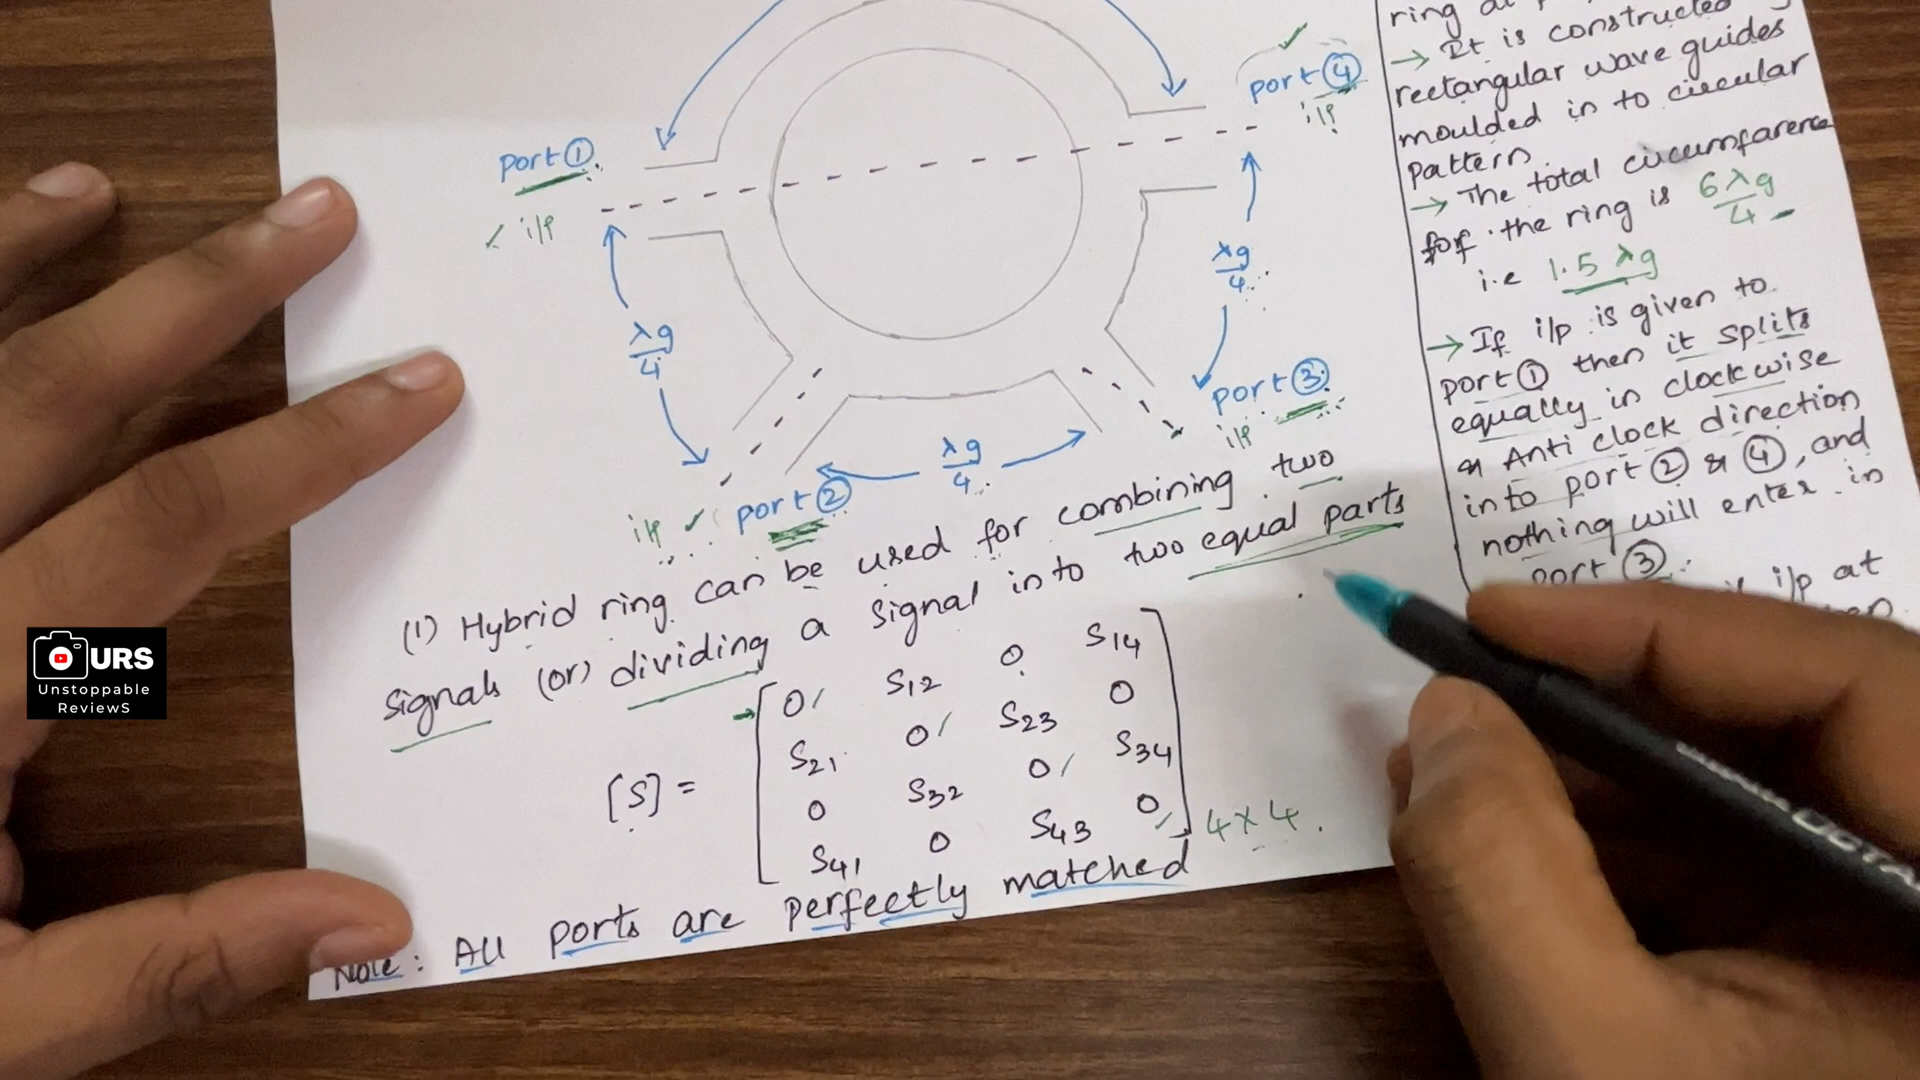 port ①
i/p
port ④
i/p
λg
4
λg
4
port ③
i/p
λg
4
i/p
port ②
(1) Hybrid ring can be used for combining two
signals (or) dividing a signal in to two equal parts
[S] =
0 S12 0 S14
S21 0 S23 0
0 S32 0 S34
S41 0 S43 0
4 × 4.
Note : All ports are perfectly matched
ring
→ It is constructed
rectangular wave guides
moulded in to circular
pattern
→ The total circumfarence
for the ring is 6λg
4
i.e 1.5 λg
→ If i/p is given to
port ① then it splits
equally in clockwise
Anti clock direction
in to port ② & ④, and
nothing will enter in
port ③.
i/p at
OURS
Unstoppable
ReviewS